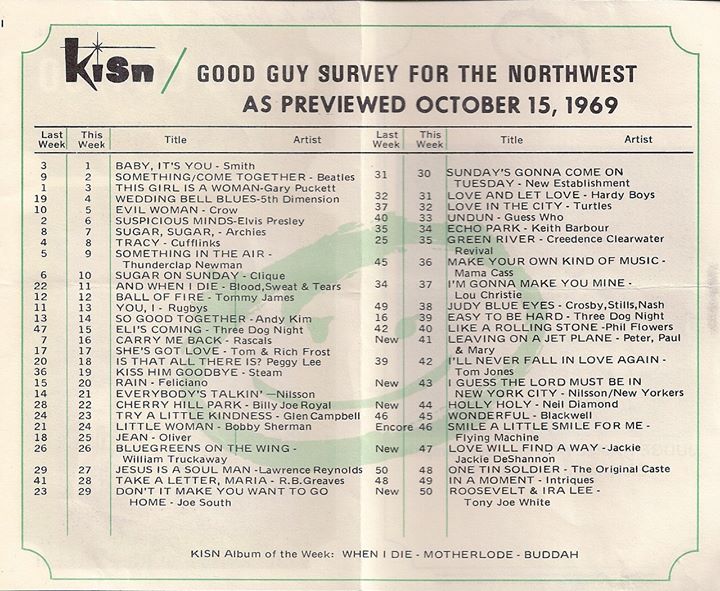 KiSn / GOOD GUY SURVEY FOR THE NORTHWEST
AS PREVIEWED OCTOBER 15, 1969
Last Week This Week Title Artist
3 1 BABY, IT'S YOU - Smith
9 2 SOMETHING/COME TOGETHER - Beatles
1 3 THIS GIRL IS A WOMAN-Gary Puckett
19 4 WEDDING BELL BLUES-5th Dimension
10 5 EVIL WOMAN - Crow
2 6 SUSPICIOUS MINDS-Elvis Presley
8 7 SUGAR, SUGAR, - Archies
4 8 TRACY - Cufflinks
5 9 SOMETHING IN THE AIR -
Thunderclap Newman
6 10 SUGAR ON SUNDAY - Clique
22 11 AND WHEN I DIE - Blood,Sweat & Tears
12 12 BALL OF FIRE - Tommy James
11 13 YOU, I - Rugbys
13 14 SO GOOD TOGETHER - Andy Kim
47 15 ELI'S COMING - Three Dog Night
7 16 CARRY ME BACK - Rascals
17 17 SHE'S GOT LOVE - Tom & Rich Frost
20 18 IS THAT ALL THERE IS? Peggy Lee
36 19 KISS HIM GOODBYE - Steam
15 20 RAIN - Feliciano
14 21 EVERYBODY'S TALKIN' —Nilsson
28 22 CHERRY HILL PARK - Billy Joe Royal
24 23 TRY A LITTLE KINDNESS - Glen Campbell
21 24 LITTLE WOMAN - Bobby Sherman
18 25 JEAN - Oliver
26 26 BLUEGREENS ON THE WING -
William Truckaway
29 27 JESUS IS A SOUL MAN -Lawrence Reynolds
41 28 TAKE A LETTER, MARIA - R.B.Greaves
23 29 DON'T IT MAKE YOU WANT TO GO
HOME - Joe South
Last Week This Week Title Artist
31 30 SUNDAY'S GONNA COME ON
TUESDAY - New Establishment
32 31 LOVE AND LET LOVE - Hardy Boys
37 32 LOVE IN THE CITY - Turtles
40 33 UNDUN - Guess Who
35 34 ECHO PARK - Keith Barbour
25 35 GREEN RIVER - Creedence Clearwater
Revival
45 36 MAKE YOUR OWN KIND OF MUSIC -
Mama Cass
34 37 I'M GONNA MAKE YOU MINE -
Lou Christie
49 38 JUDY BLUE EYES - Crosby,Stills,Nash
16 39 EASY TO BE HARD - Three Dog Night
42 40 LIKE A ROLLING STONE -Phil Flowers
New 41 LEAVING ON A JET PLANE - Peter, Paul
& Mary
39 42 I'LL NEVER FALL IN LOVE AGAIN -
Tom Jones
New 43 I GUESS THE LORD MUST BE IN
NEW YORK CITY - Nilsson/New Yorkers
New 44 HOLLY HOLY - Neil Diamond
46 45 WONDERFUL - Blackwell
Encore 46 SMILE A LITTLE SMILE FOR ME -
Flying Machine
New 47 LOVE WILL FIND A WAY - Jackie
Jackie DeShannon
50 48 ONE TIN SOLDIER - The Original Caste
48 49 IN A MOMENT - Intriques
New 50 ROOSEVELT & IRA LEE -
Tony Joe White
KISN Album of the Week: WHEN I DIE - MOTHERLODE - BUDDAH